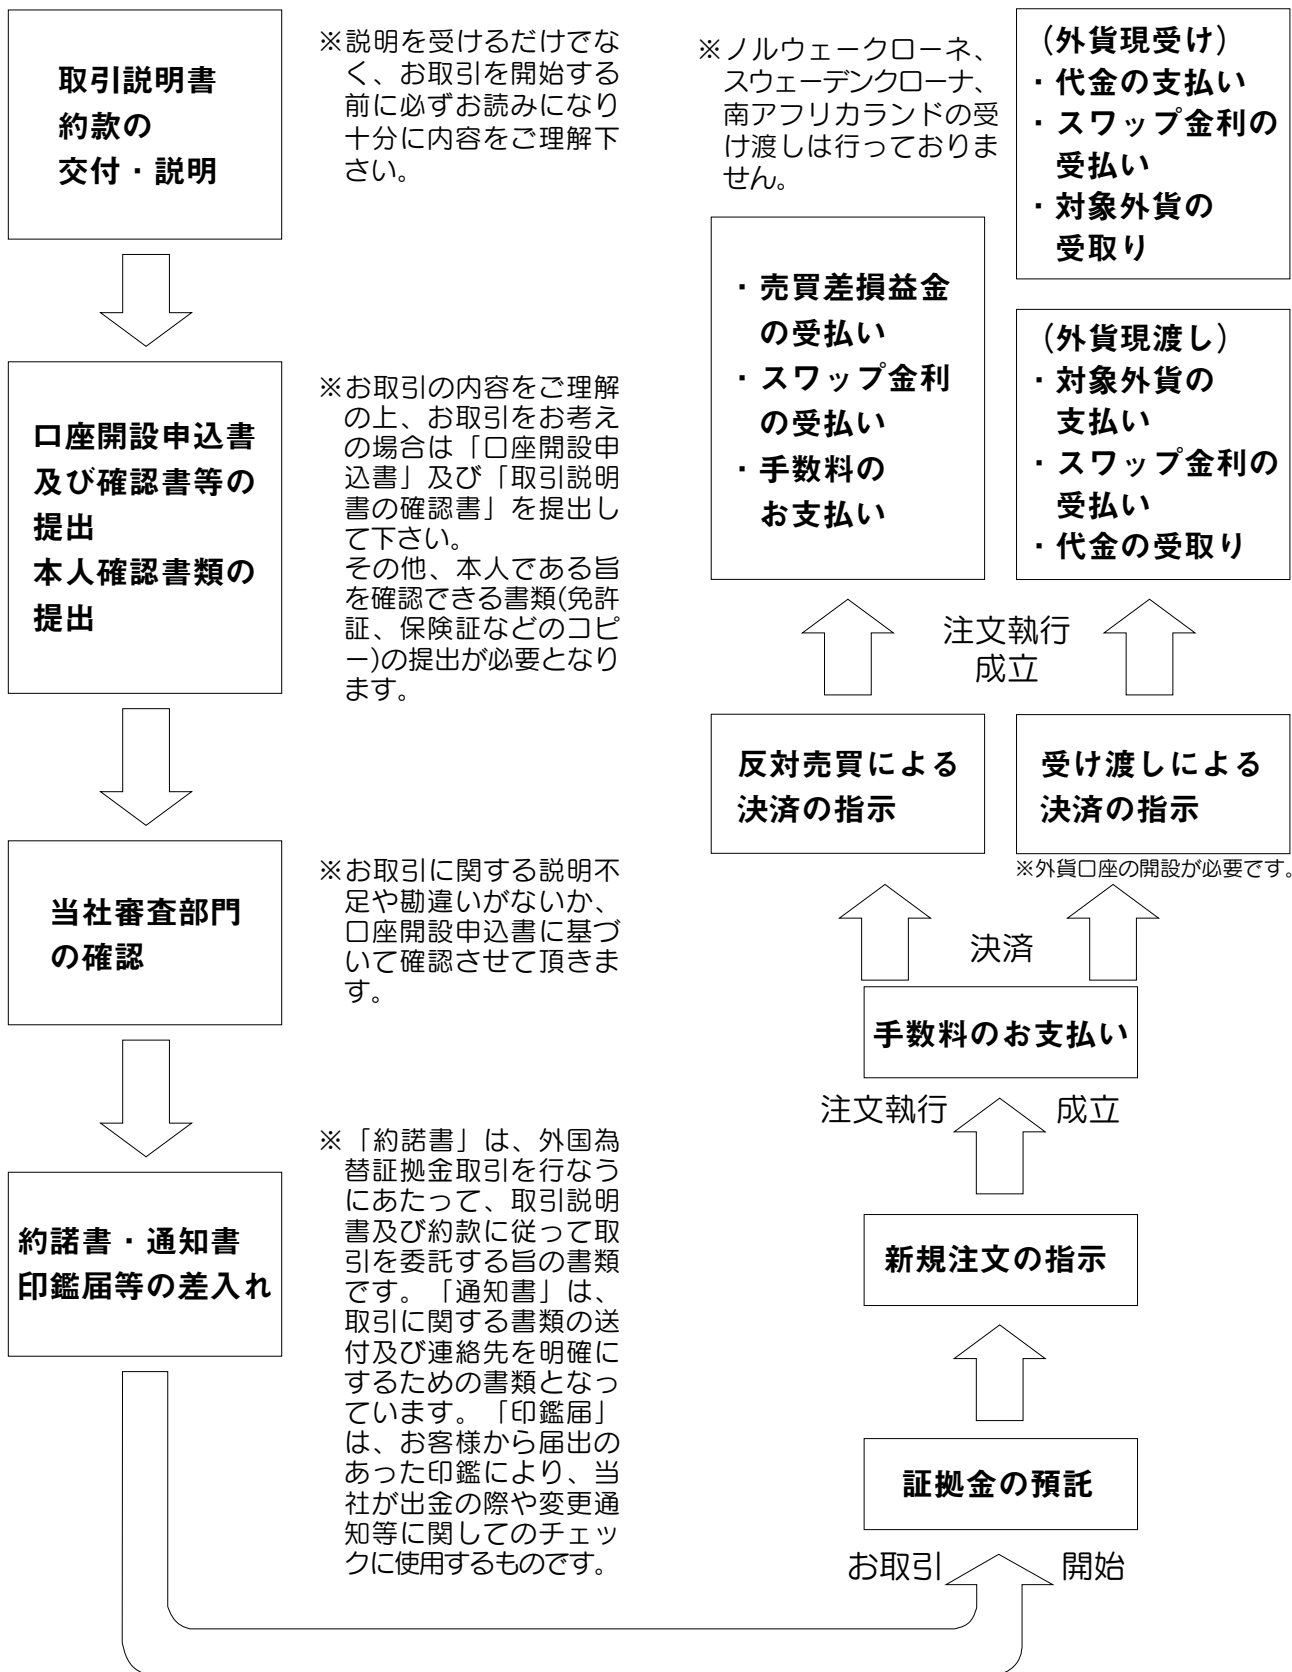 取引説明書
約款の
交付・説明
※説明を受けるだけでな
く、お取引を開始する
前に必ずお読みになり
十分に内容をご理解下
さい。
口座開設申込書
及び確認書等の
提出
本人確認書類の
提出
※お取引の内容をご理解
の上、お取引をお考え
の場合は「口座開設申
込書」及び「取引説明
書の確認書」を提出し
て下さい。
その他、本人である旨
を確認できる書類(免許
証、保険証などのコピ
ー)の提出が必要となり
ます。
当社審査部門
の確認
※お取引に関する説明不
足や勘違いがないか、
口座開設申込書に基づ
いて確認させて頂きま
す。
約諾書・通知書
印鑑届等の差入れ
※「約諾書」は、外国為
替証拠金取引を行なう
にあたって、取引説明
書及び約款に従って取
引を委託する旨の書類
です。「通知書」は、
取引に関する書類の送
付及び連絡先を明確に
するための書類となっ
ています。「印鑑届」
は、お客様から届出の
あった印鑑により、当
社が出金の際や変更通
知等に関してのチェッ
クに使用するものです。
お取引 開始
証拠金の預託
新規注文の指示
注文執行 成立
手数料のお支払い
決済
反対売買による
決済の指示
受け渡しによる
決済の指示
※外貨口座の開設が必要です。
注文執行
成立
・売買差損益金
の受払い
・スワップ金利
の受払い
・手数料の
お支払い
※ノルウェークローネ、
スウェーデンクローナ、
南アフリカランドの受
け渡しは行っておりま
せん。
(外貨現受け)
・代金の支払い
・スワップ金利の
受払い
・対象外貨の
受取り
(外貨現渡し)
・対象外貨の
支払い
・スワップ金利の
受払い
・代金の受取り